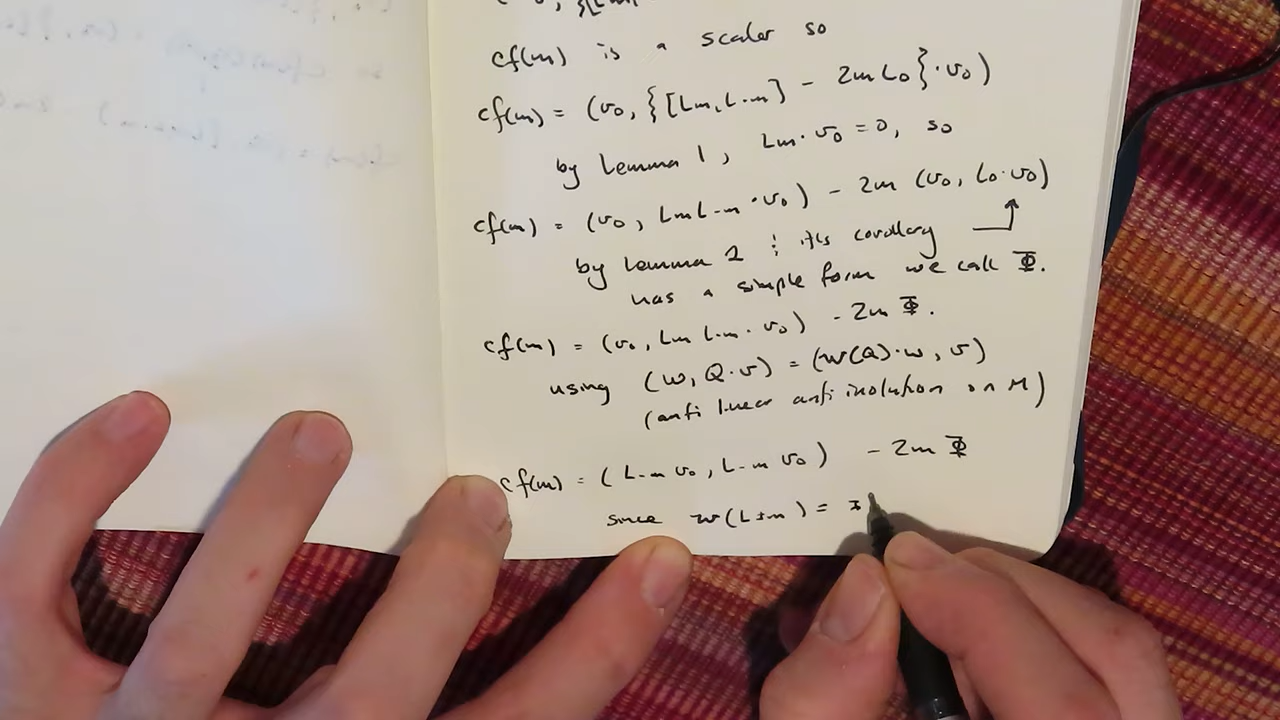 cf(m) is a scaler so
cf(m) = (v₀, {[Lm, L-m] - 2m L₀} · v₀)
by Lemma 1, Lm · v₀ = 0, so
cf(m) = (v₀, Lm L-m · v₀) - 2m (v₀, L₀ · v₀)
by Lemma 2 & its corollary
has a simple form we call Φ.
cf(m) = (v₀, Lm L-m · v₀) - 2m Φ.
using (w, Q · v) = (w(Q) · w, v)
(anti linear anti inolution on M)
cf(m) = (L-m v₀, L-m v₀) - 2m Φ
since w(L±m) =